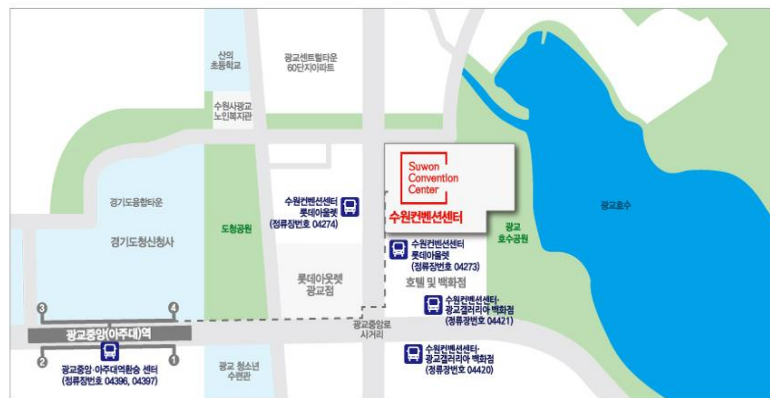 산의
초등학교
광교센트럴타운
60단지아파트
수원시광교
노인복지관
Suwon
Convention
Center
수원컨벤션센터
경기도융합타운
경기도청신청사
도청공원
수원컨벤션센터
롯데아울렛
(정류장번호 04274)
광교
호수공원
광교호수
수원컨벤션센터
롯데아울렛
(정류장번호 04273)
호텔 및 백화점
롯데아웃렛
광교점
수원컨벤션센터·
광교갤러리아 백화점
(정류장번호 04421)
3
4
광교중앙(아주대)역
2
1
광교중앙로
사거리
광교중앙·아주대역환승 센터
(정류장번호 04396, 04397)
광교 청소년
수련관
수원컨벤션센터·
광교갤러리아 백화점
(정류장번호 04420)